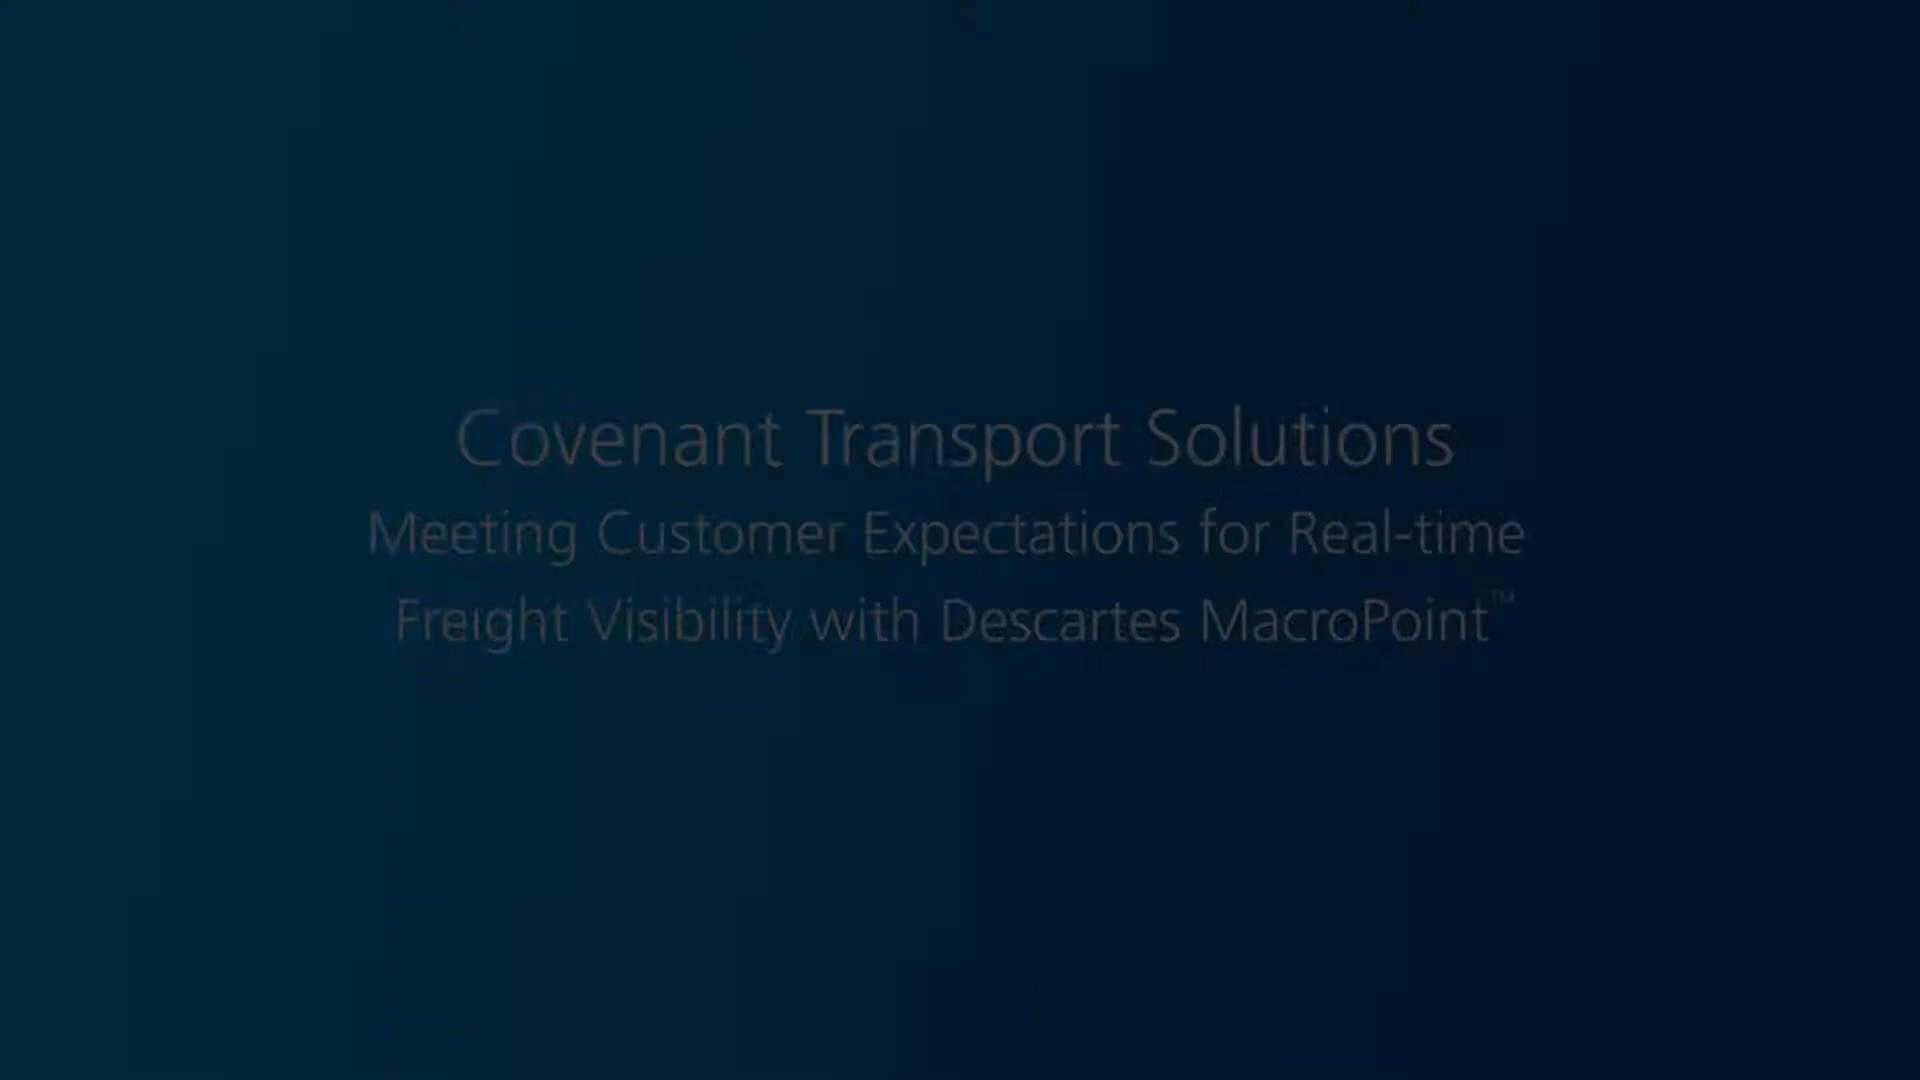 Covenant Transport Solutions
Meeting Customer Expectations for Real-time
Freight Visibility with Descartes MacroPoint™